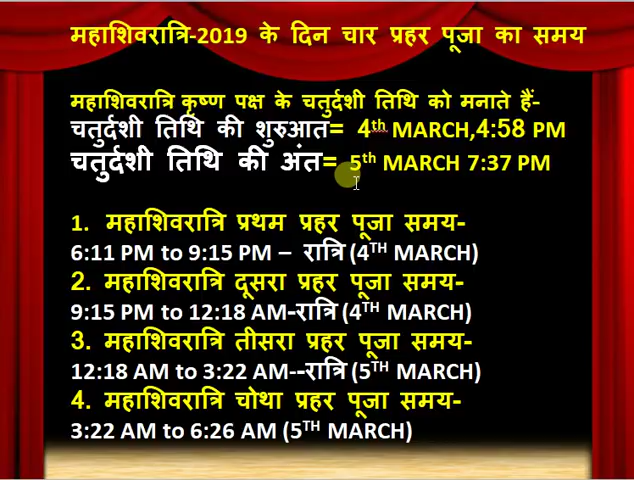 महाशिवरात्रि-2019 के दिन चार प्रहर पूजा का समय
महाशिवरात्रि कृष्ण पक्ष के चतुर्दशी तिथि को मनाते हैं-
चतुर्दशी तिथि की शुरुआत= 4th MARCH,4:58 PM
चतुर्दशी तिथि की अंत= 5th MARCH 7:37 PM
1. महाशिवरात्रि प्रथम प्रहर पूजा समय-
6:11 PM to 9:15 PM – रात्रि (4TH MARCH)
2. महाशिवरात्रि दूसरा प्रहर पूजा समय-
9:15 PM to 12:18 AM-रात्रि (4TH MARCH)
3. महाशिवरात्रि तीसरा प्रहर पूजा समय-
12:18 AM to 3:22 AM--रात्रि (5TH MARCH)
4. महाशिवरात्रि चोथा प्रहर पूजा समय-
3:22 AM to 6:26 AM (5TH MARCH)